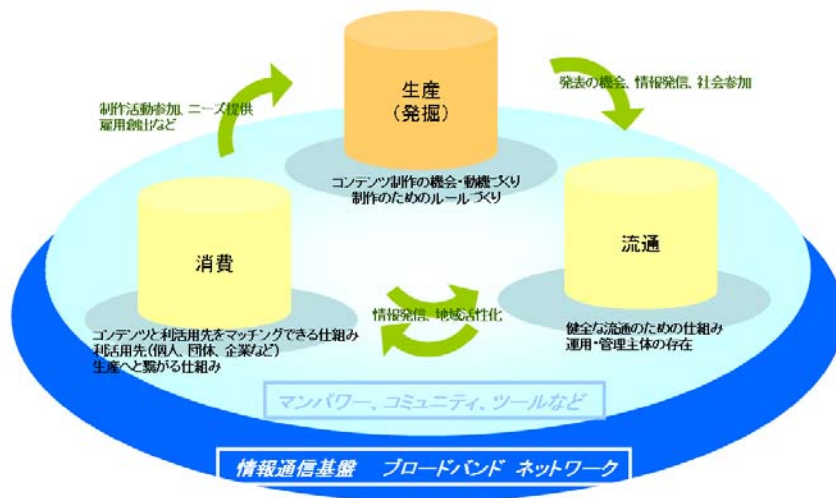 生産
(発掘)
発表の機会、情報発信、社会参加
制作活動参加、ニーズ提供
雇用創出など
コンテンツ制作の機会・動機づくり
制作のためのルールづくり
消費
流通
情報発信、地域活性化
コンテンツと利活用先をマッチングできる仕組み
利活用先(個人、団体、企業など)
生産へと繋がる仕組み
健全な流通のための仕組み
運用・管理主体の存在
マンパワー、コミュニティ、ツールなど
情報通信基盤 ブロードバンド ネットワーク